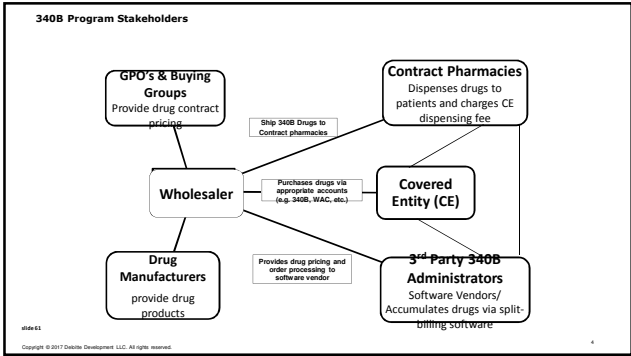 340B Program Stakeholders
GPO's & Buying
Groups
Provide drug contract
pricing
Contract Pharmacies
Dispenses drugs to
patients and charges CE
dispensing fee
Ship 340B Drugs to
Contract pharmacies
Wholesaler
Purchases drugs via
appropriate accounts
(e.g. 340B, WAC, etc.)
Covered
Entity (CE)
Drug
Manufacturers
provide drug
products
Provides drug pricing and
order processing to
software vendor
3rd Party 340B
Administrators
Software Vendors/
Accumulates drugs via split-
billing software
slide 61
Copyright © 2017 Deloitte Development LLC. All rights reserved.
4